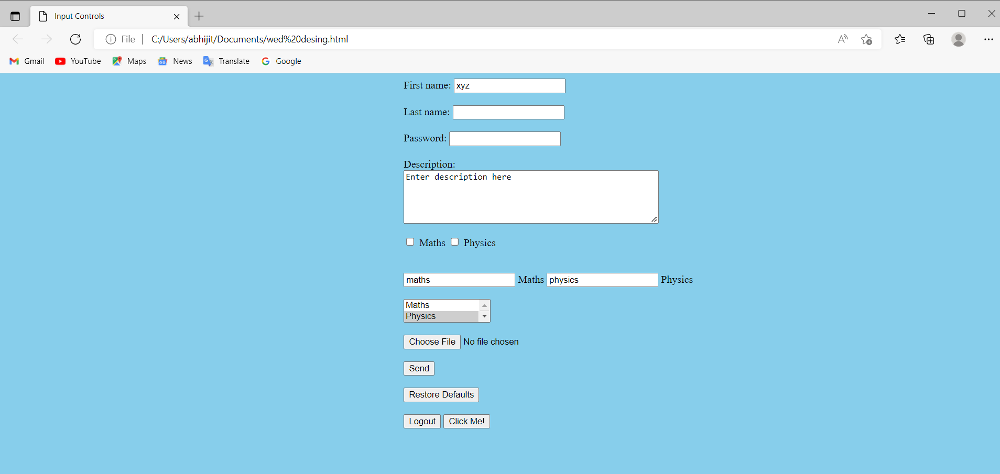 Input Controls
File | C:/Users/abhijit/Documents/wed%20desing.html
Gmail YouTube Maps News Translate Google
First name: xyz
Last name:
Password:
Description:
Enter description here
Maths Physics
maths Maths physics Physics
Maths
Physics
Choose File No file chosen
Send
Restore Defaults
Logout Click Me!